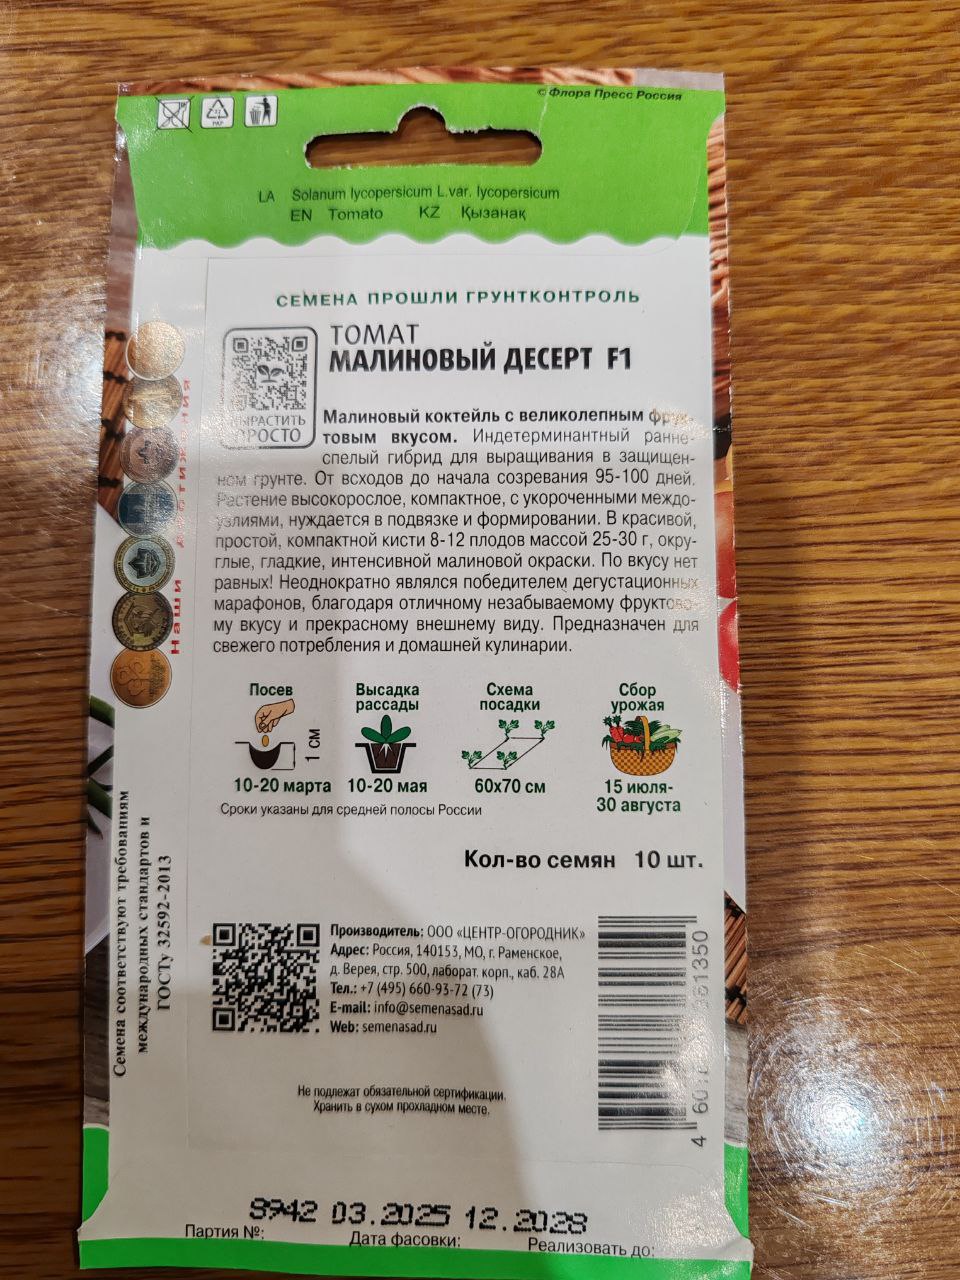 © Флора Пресс Россия
PAP
LA Solanum lycopersicum L.var. lycopersicum
EN Tomato KZ Қызанақ
СЕМЕНА ПРОШЛИ ГРУНТКОНТРОЛЬ
ТОМАТ
МАЛИНОВЫЙ ДЕСЕРТ F1
ВЫРАСТИТЬ
ПРОСТО
Малиновый коктейль с великолепным фрук-
товым вкусом. Индетерминантный ранне-
спелый гибрид для выращивания в защищен-
ном грунте. От всходов до начала созревания 95-100 дней.
Растение высокорослое, компактное, с укороченными междо-
узлиями, нуждается в подвязке и формировании. В красивой,
простой, компактной кисти 8-12 плодов массой 25-30 г, окру-
глые, гладкие, интенсивной малиновой окраски. По вкусу нет
равных! Неоднократно являлся победителем дегустационных
марафонов, благодаря отличному незабываемому фруктово-
му вкусу и прекрасному внешнему виду. Предназначен для
свежего потребления и домашней кулинарии.
Наши достижения
Посев
1 см
10-20 марта
Высадка
рассады
10-20 мая
Схема
посадки
60x70 см
Сбор
урожая
15 июля-
30 августа
Сроки указаны для средней полосы России
Кол-во семян 10 шт.
Семена соответствуют требованиям
международных стандартов и
ГОСТу 32592-2013
Производитель: ООО «ЦЕНТР-ОГОРОДНИК»
Адрес: Россия, 140153, МО, г. Раменское,
д. Верея, стр. 500, лаборат. корп., каб. 28А
Тел.: +7 (495) 660-93-72 (73)
E-mail: info@semenasad.ru
Web: semenasad.ru
Не подлежат обязательной сертификации.
Хранить в сухом прохладном месте.
8942 03.2025 12.2028
Партия №: Дата фасовки: Реализовать до: